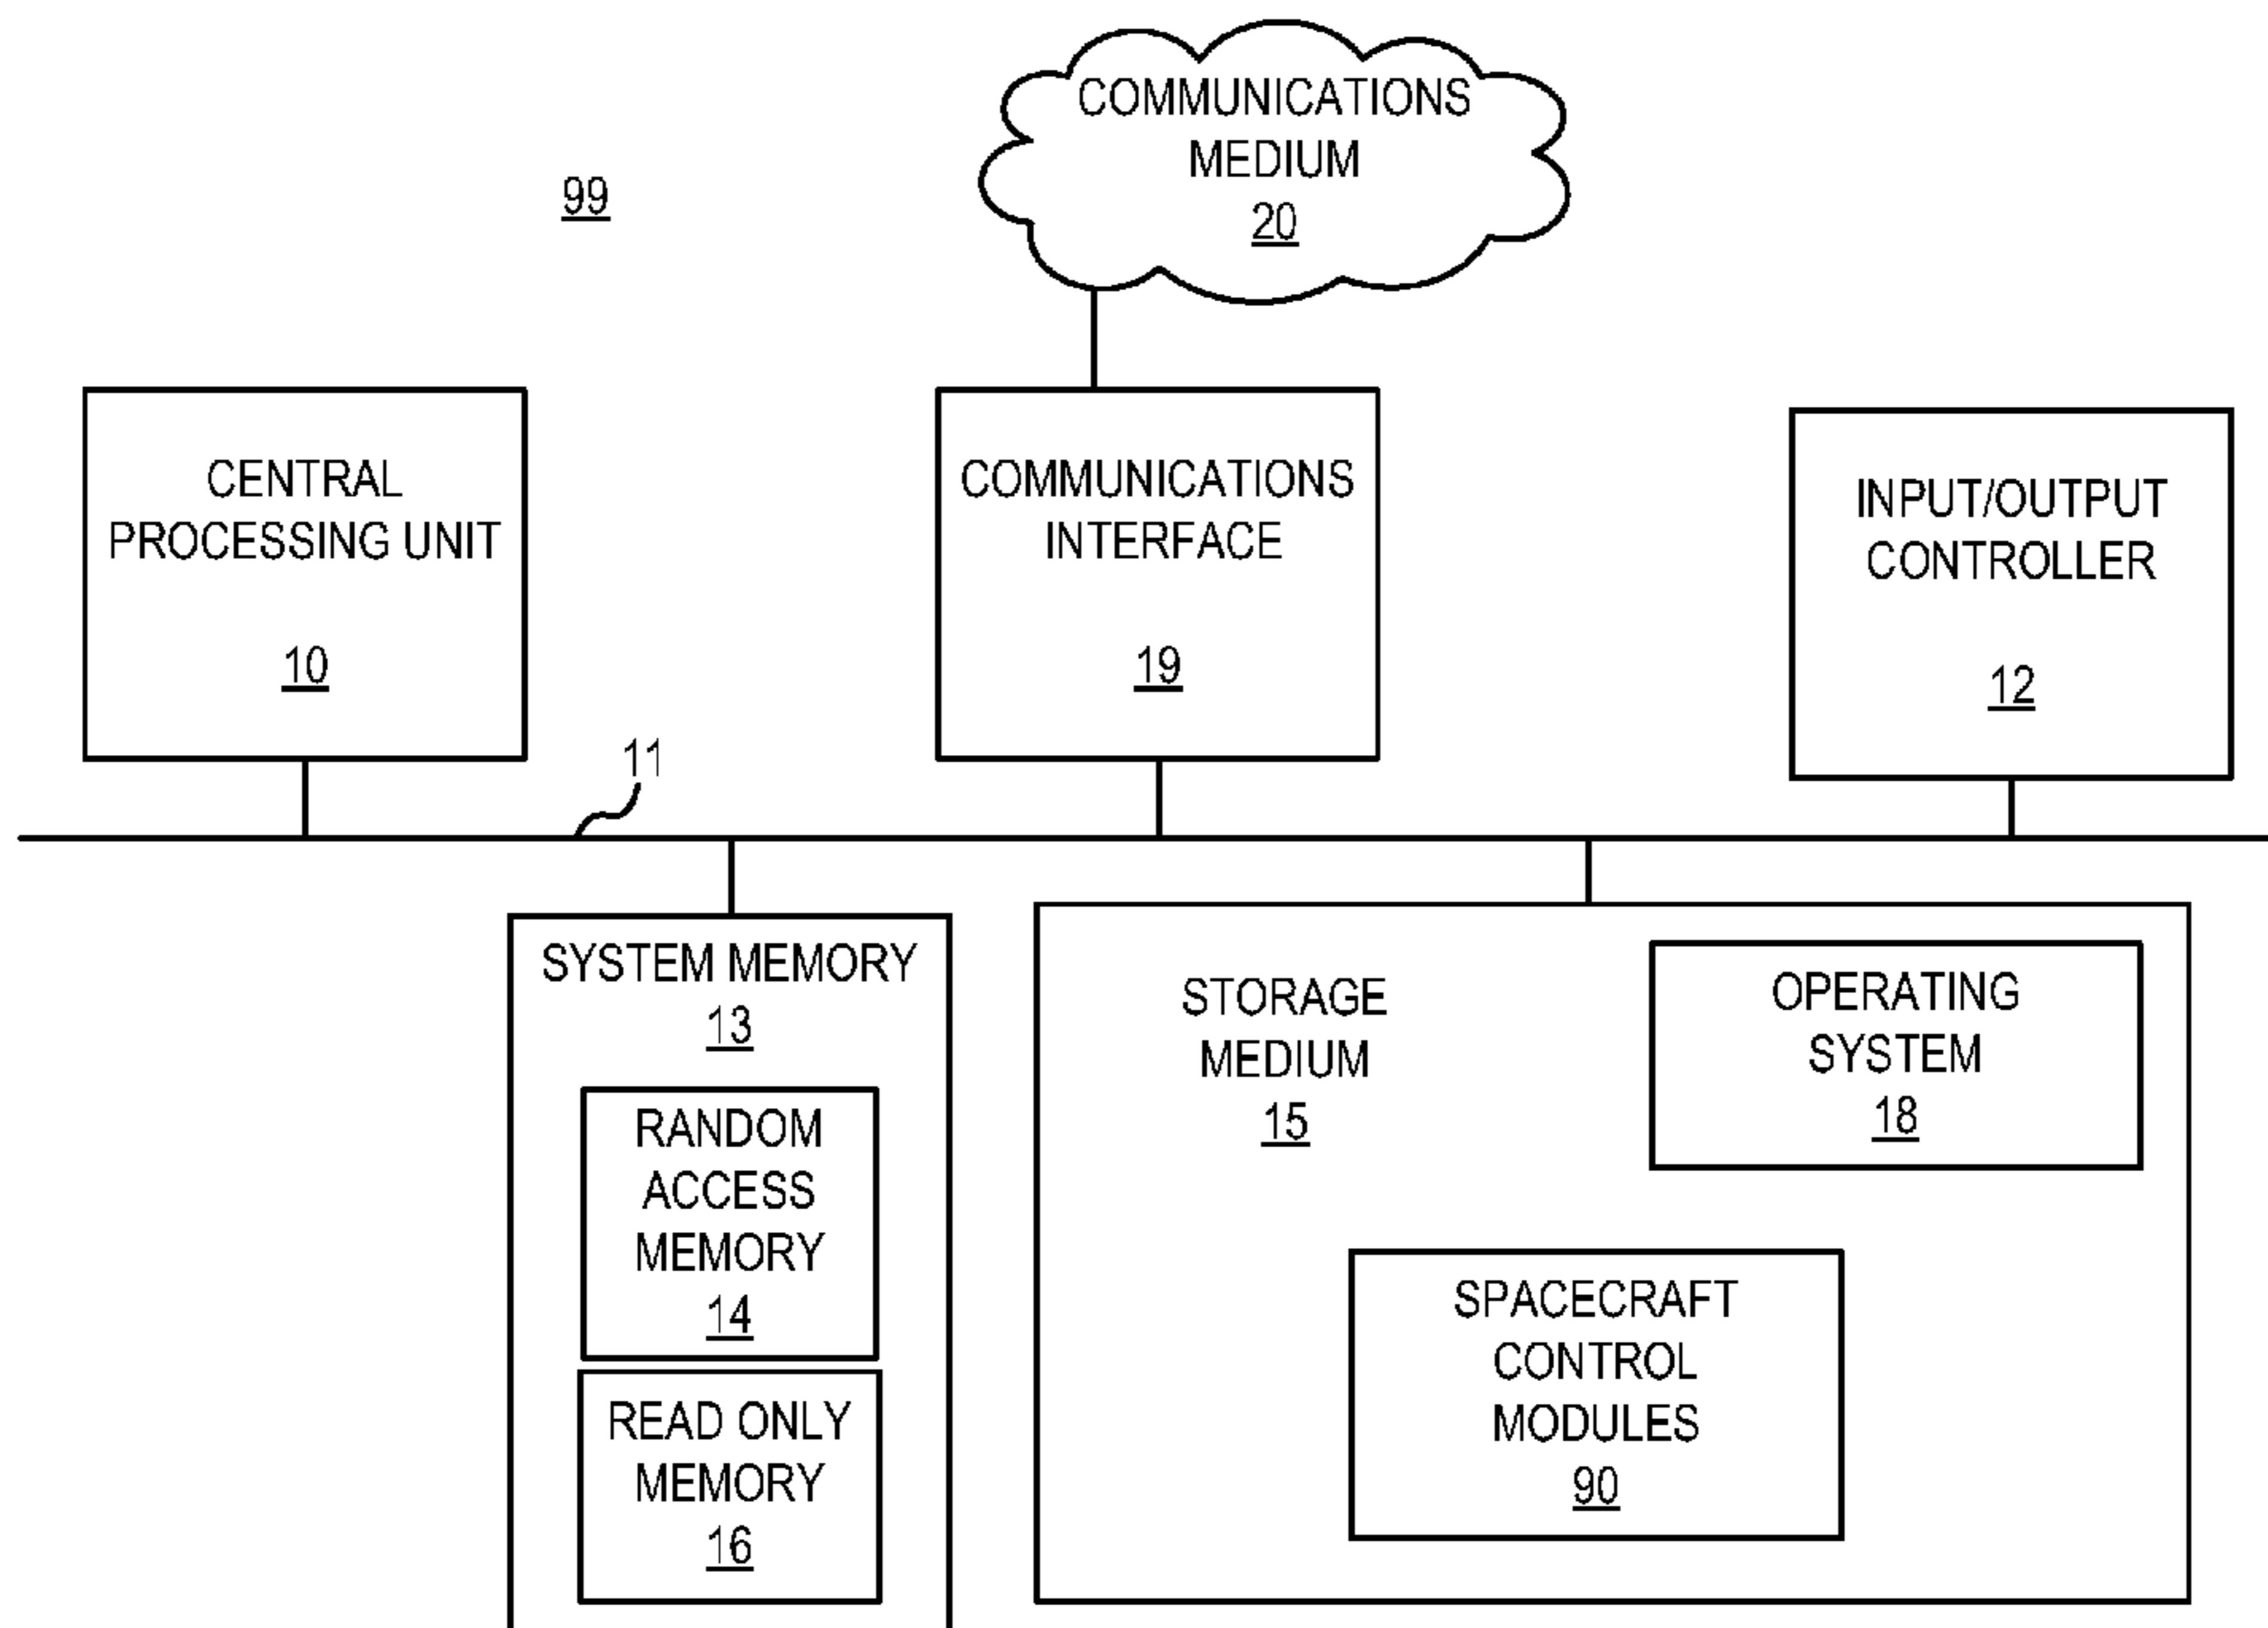 COMMUNICATIONS
MEDIUM
20
99
CENTRAL
PROCESSING UNIT
10
COMMUNICATIONS
INTERFACE
19
INPUT/OUTPUT
CONTROLLER
12
11
SYSTEM MEMORY
13
RANDOM
ACCESS
MEMORY
14
READ ONLY
MEMORY
16
STORAGE
MEDIUM
15
OPERATING
SYSTEM
18
SPACECRAFT
CONTROL
MODULES
90